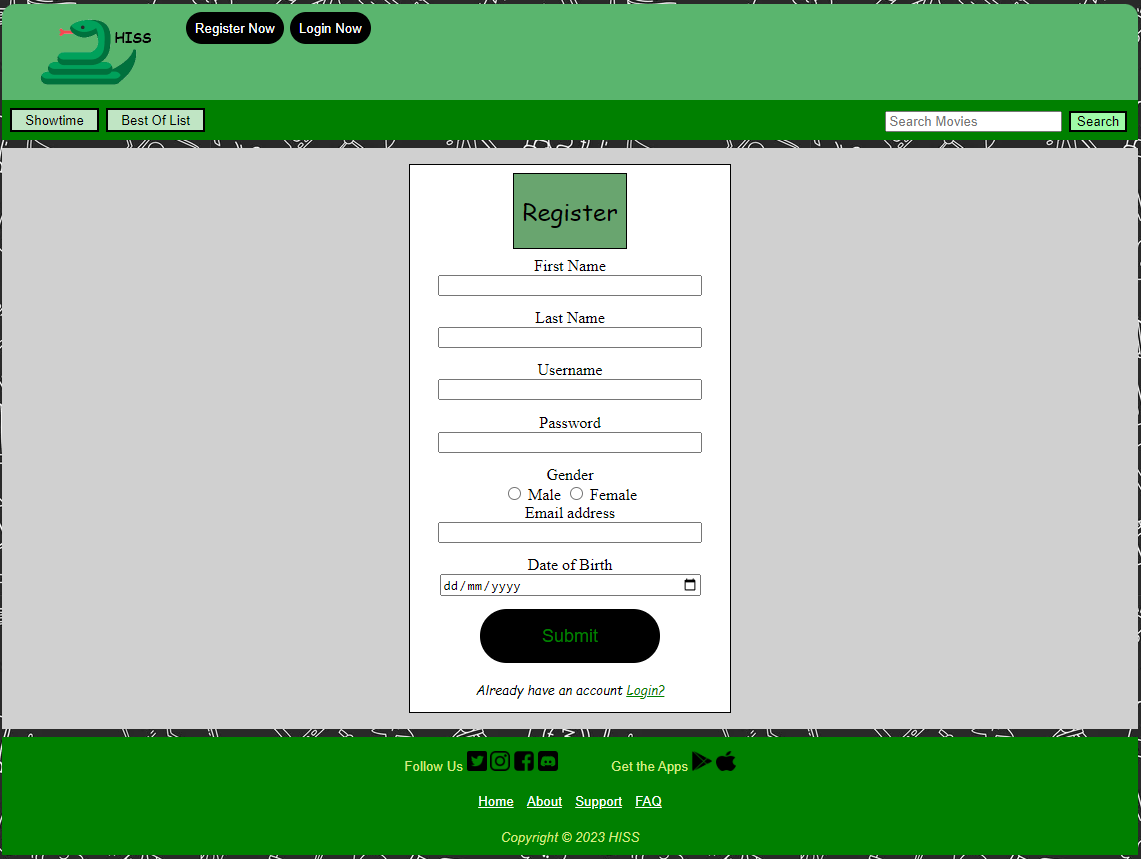 HISS
Register Now Login Now
Showtime Best Of List Search Movies Search
Register
First Name
Last Name
Username
Password
Gender
Male Female
Email address
Date of Birth
dd/mm/yyyy
Submit
Already have an account Login?
Follow Us Get the Apps
Home About Support FAQ
Copyright © 2023 HISS